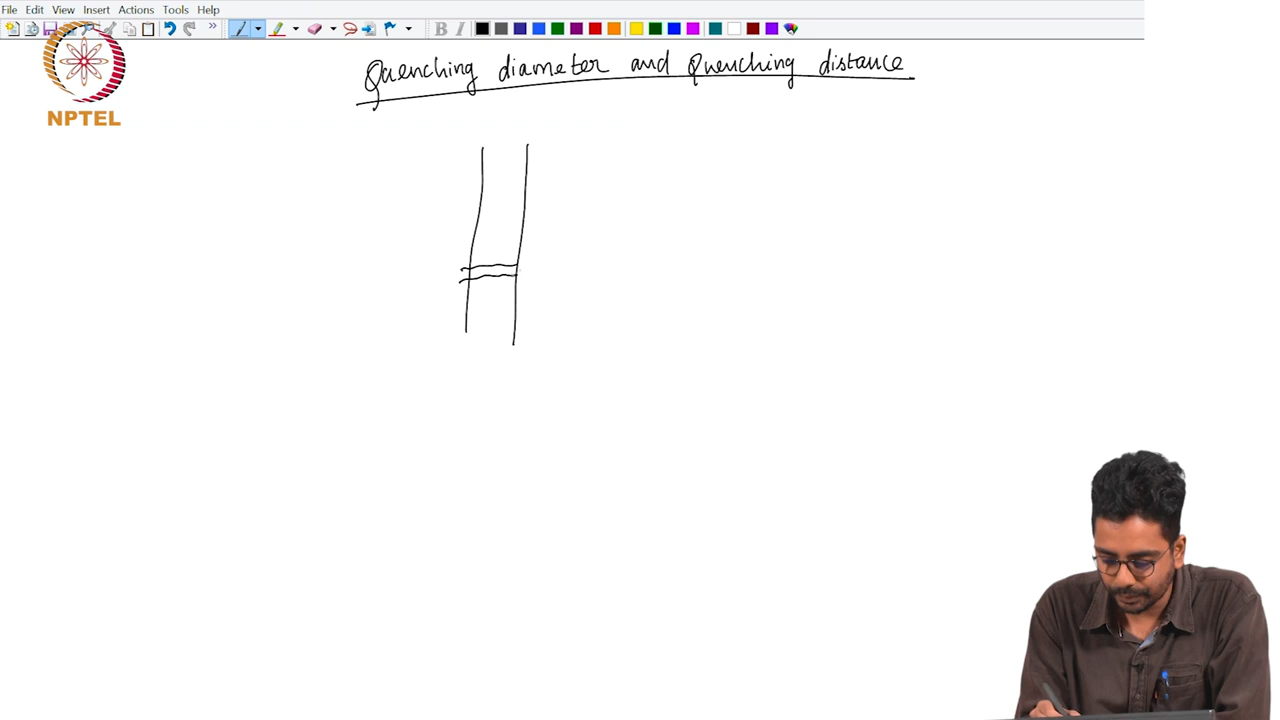 File Edit View Insert Actions Tools Help
» B I
NPTEL
Quenching diameter and Quenching distance